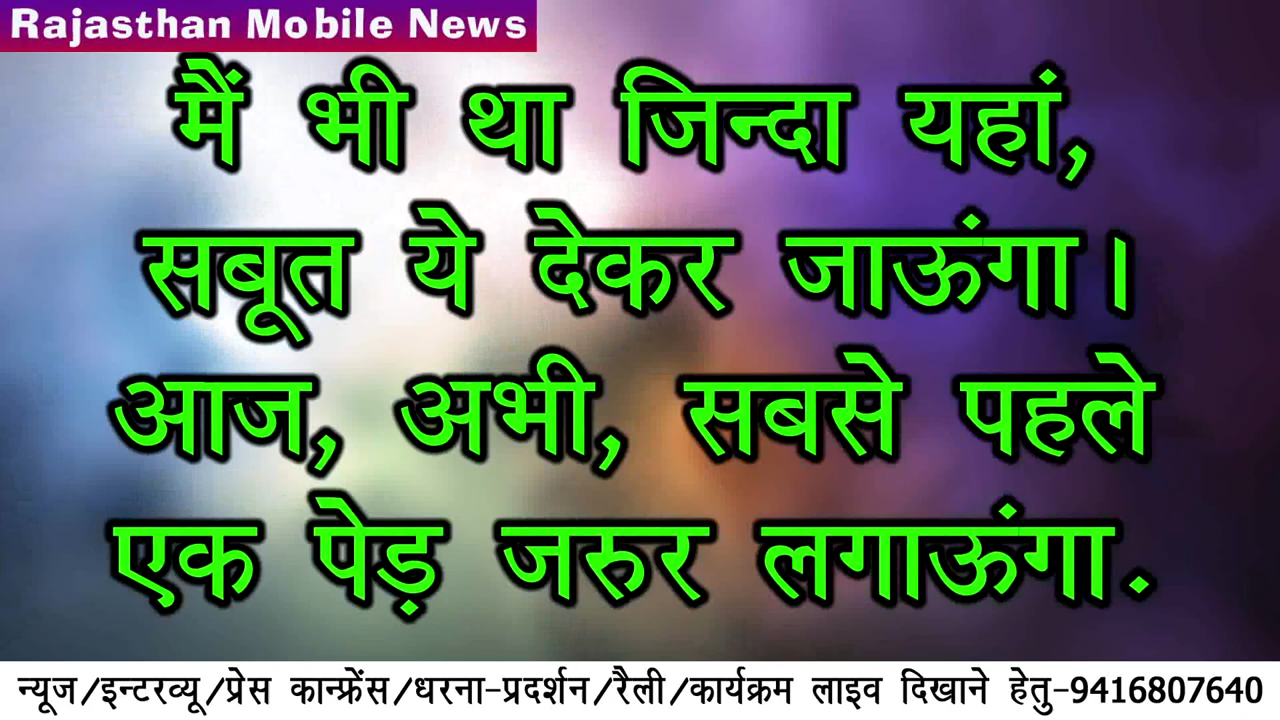 Rajasthan Mobile News
मैं भी था जिन्दा यहां,
सबूत ये देकर जाऊंगा।
आज, अभी, सबसे पहले
एक पेड़ जरुर लगाऊंगा.
न्यूज/इन्टरव्यू/प्रेस कान्फ्रेंस/धरना-प्रदर्शन/रैली/कार्यक्रम लाइव दिखाने हेतु-9416807640